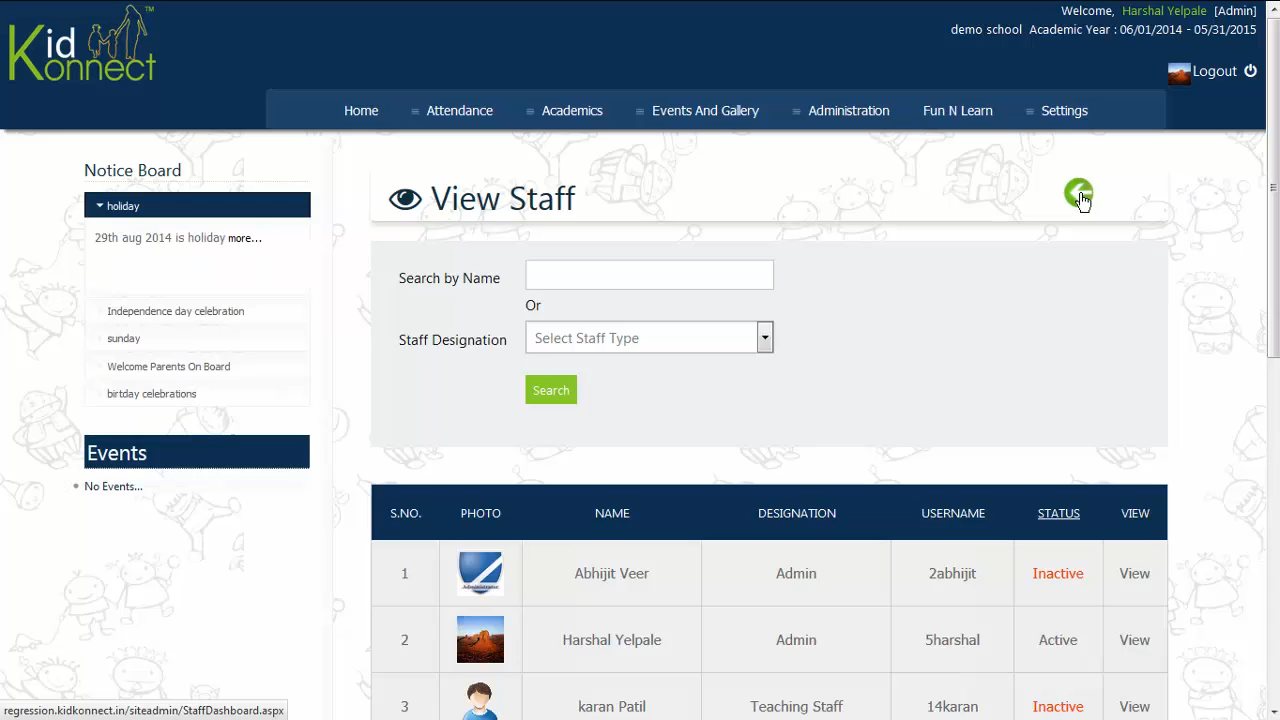 Kid Konnect TM
Welcome, Harshal Yelpale [Admin]
demo school Academic Year : 06/01/2014 - 05/31/2015
Logout
Home Attendance Academics Events And Gallery Administration Fun N Learn Settings
Notice Board
holiday
29th aug 2014 is holiday more...
Independence day celebration
sunday
Welcome Parents On Board
birtday celebrations
Events
No Events...
View Staff
Search by Name
Or
Staff Designation Select Staff Type
Search
S.NO. PHOTO NAME DESIGNATION USERNAME STATUS VIEW
1 Abhijit Veer Admin 2abhijit Inactive View
2 Harshal Yelpale Admin 5harshal Active View
3 karan Patil Teaching Staff 14karan Inactive View
regression.kidkonnect.in/siteadmin/StaffDashboard.aspx